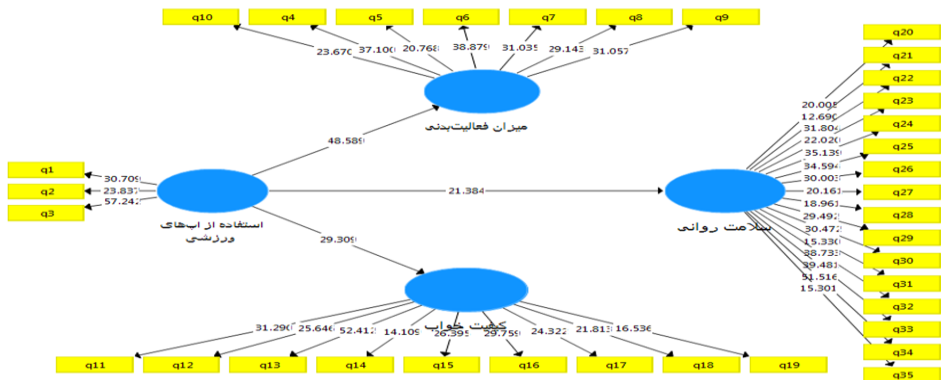 q10
q4
q5
q6
q7
q8
q9
23.670
37.100
20.768
38.879
31.035
29.143
31.057
میزان فعالیت‌بدنی
48.589
q1
q2
q3
30.709
23.837
57.242
استفاده از اپ‌های
ورزشی
21.384
29.309
سلامت روانی
q20
q21
q22
q23
q24
q25
q26
q27
q28
q29
q30
q31
q32
q33
q34
q35
20.005
12.690
31.804
22.020
35.139
34.594
30.003
20.161
18.961
29.492
30.472
15.330
38.733
39.481
51.516
15.301
کیفیت خواب
31.290
25.646
52.412
14.109
26.395
29.759
24.322
21.813
16.536
q11
q12
q13
q14
q15
q16
q17
q18
q19